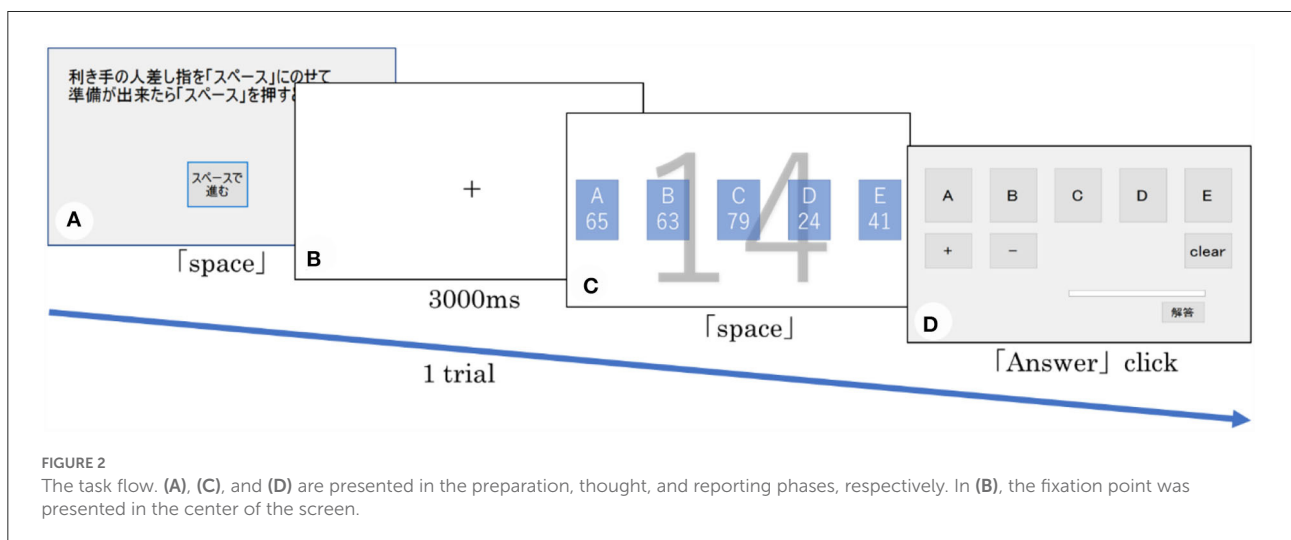 利き手の人差し指を「スペース」にのせて
準備が出来たら「スペース」を押す
スペースで
進む
A
「space」
+
B
3000ms
14
A B C D E
65 63 79 24 41
C
「space」
A B C D E
+ - clear
解答
D
「Answer」 click
1 trial
FIGURE 2
The task flow. (A), (C), and (D) are presented in the preparation, thought, and reporting phases, respectively. In (B), the fixation point was
presented in the center of the screen.